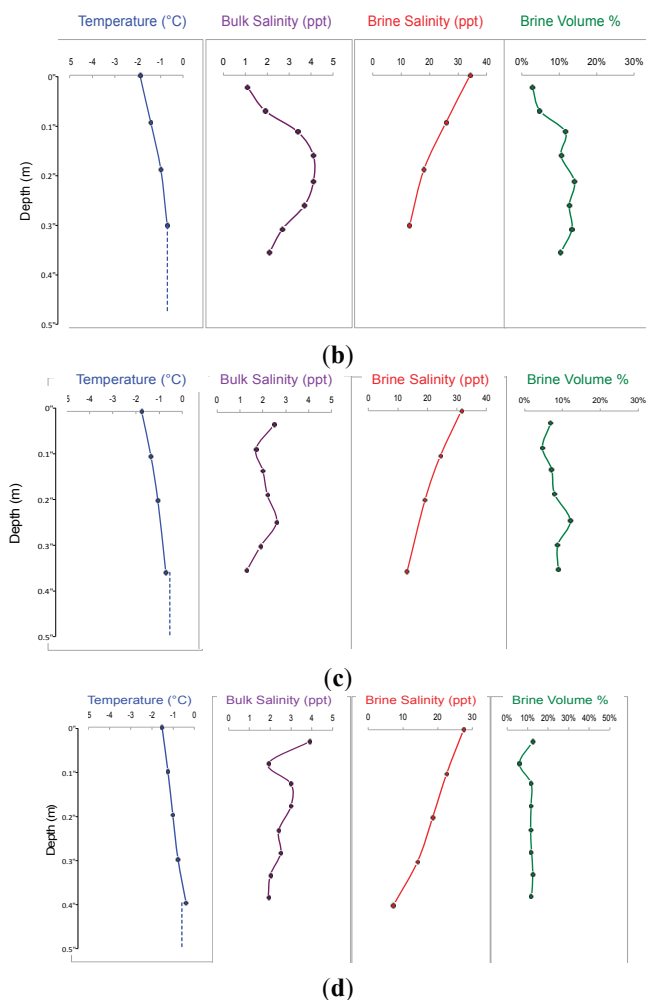 Temperature (°C) Bulk Salinity (ppt) Brine Salinity (ppt) Brine Volume %
5 -4 -3 -2 -1 0 0 1 2 3 4 5 0 10 20 30 40 0% 10% 20% 30%
0"
0.1"
0.2"
0.3"
0.4"
0.5"
Depth (m)
(b)
Temperature (°C) Bulk Salinity (ppt) Brine Salinity (ppt) Brine Volume %
5 -4 -3 -2 -1 0 0 1 2 3 4 5 0 10 20 30 40 0% 10% 20% 30%
0"
0.1"
0.2"
0.3"
0.4"
0.5"
Depth (m)
(c)
Temperature (°C) Bulk Salinity (ppt) Brine Salinity (ppt) Brine Volume %
5 -4 -3 -2 -1 0 0 1 2 3 4 5 0 10 20 30 0% 10% 20% 30% 40% 50%
0"
0.1"
0.2"
0.3"
0.4"
0.5"
Depth (m)
(d)